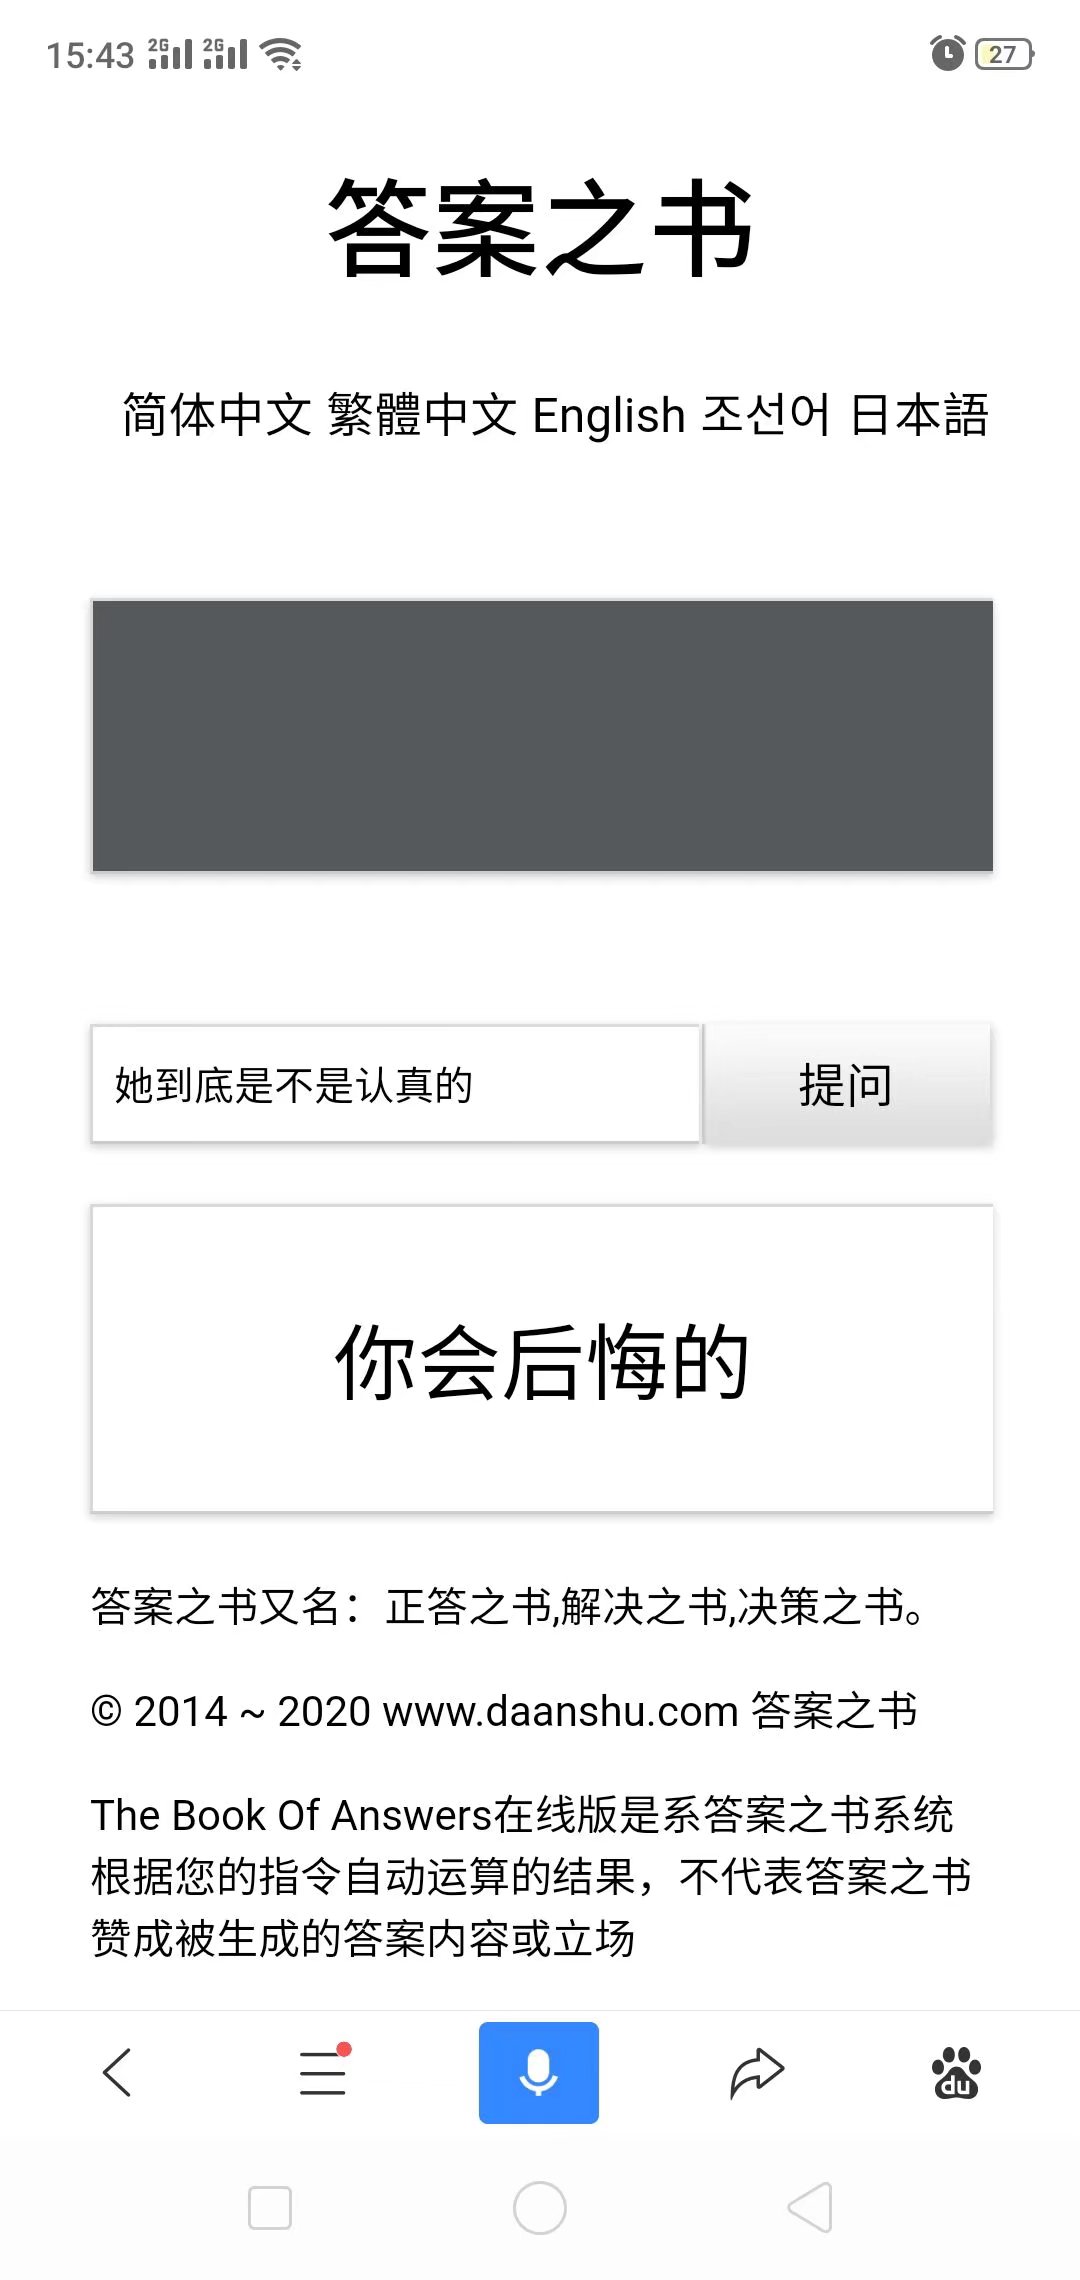 15:43 2G 2G 27
答案之书
简体中文 繁體中文 English 조선어 日本語
她到底是不是认真的 提问
你会后悔的
答案之书又名：正答之书,解决之书,决策之书。
© 2014 ~ 2020 www.daanshu.com 答案之书
The Book Of Answers在线版是系答案之书系统
根据您的指令自动运算的结果，不代表答案之书
赞成被生成的答案内容或立场
du